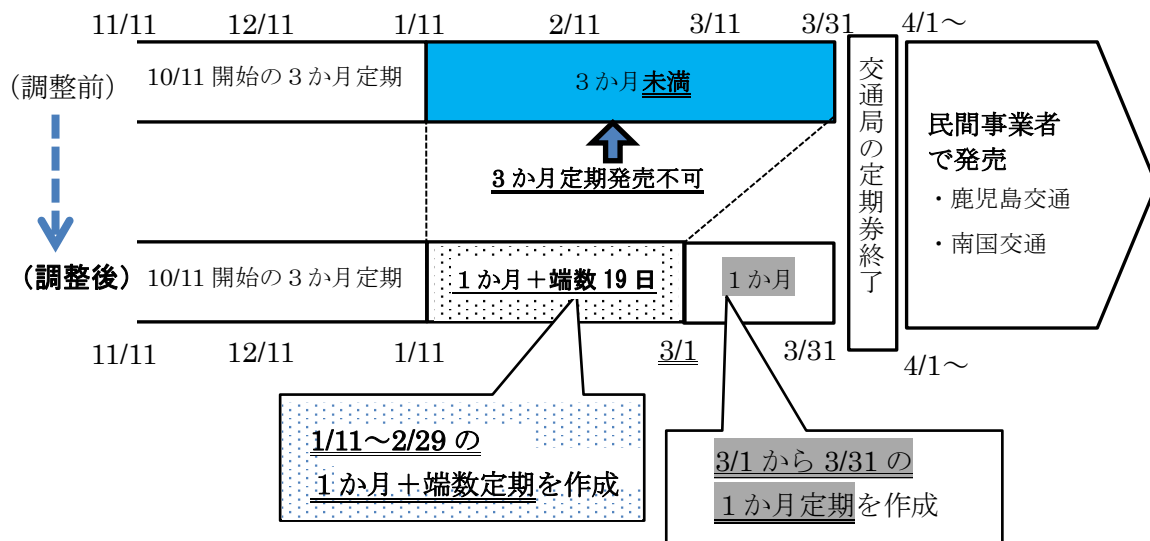 11/11 12/11 1/11 2/11 3/11 3/31 4/1～
(調整前)
10/11 開始の３か月定期
３か月未満
３か月定期発売不可
交通局の定期券終了
民間事業者
で発売
・鹿児島交通
・南国交通
(調整後)
10/11 開始の３か月定期
１か月＋端数 19 日
１か月
11/11 12/11 1/11 3/1 3/31 4/1～
1/11～2/29 の
１か月＋端数定期を作成
3/1 から 3/31 の
１か月定期を作成